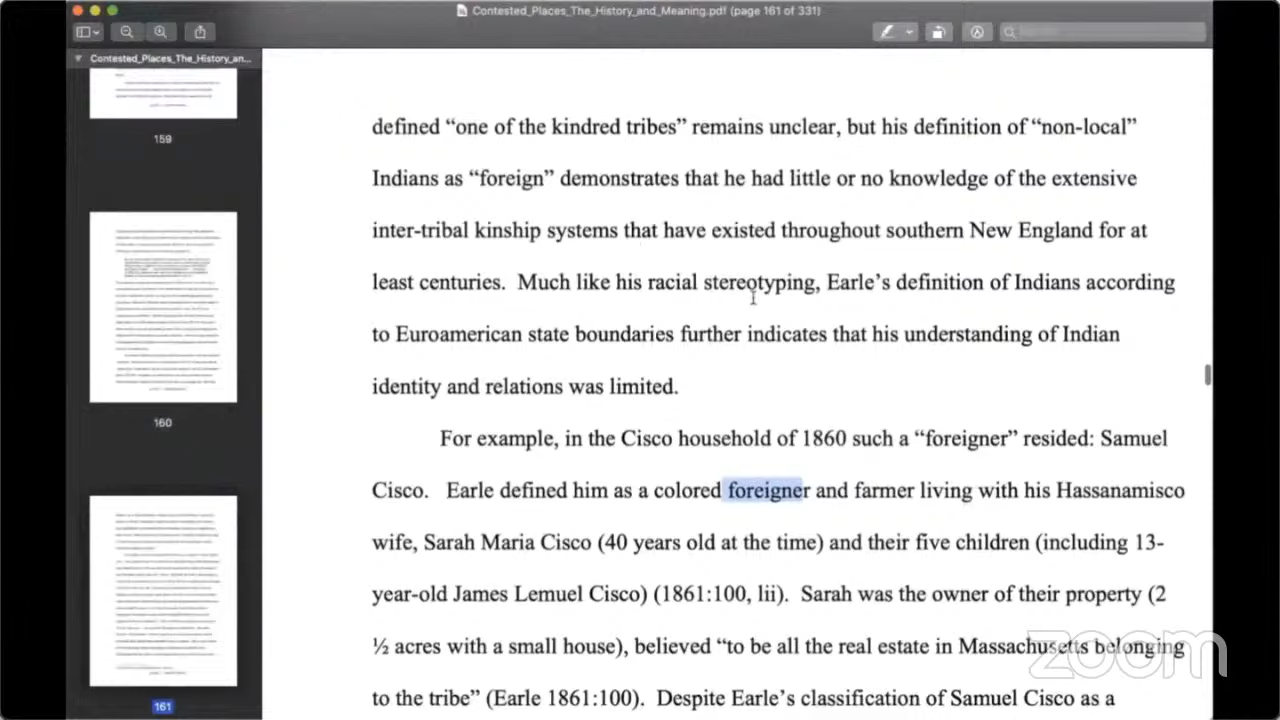 Contested_Places_The_History_and_Meaning.pdf (page 161 of 331)
Contested_Places_The_History_an...
159
160
161
defined “one of the kindred tribes” remains unclear, but his definition of “non-local”
Indians as “foreign” demonstrates that he had little or no knowledge of the extensive
inter-tribal kinship systems that have existed throughout southern New England for at
least centuries.  Much like his racial stereotyping, Earle’s definition of Indians according
to Euroamerican state boundaries further indicates that his understanding of Indian
identity and relations was limited.
For example, in the Cisco household of 1860 such a “foreigner” resided: Samuel
Cisco.   Earle defined him as a colored foreigner and farmer living with his Hassanamisco
wife, Sarah Maria Cisco (40 years old at the time) and their five children (including 13-
year-old James Lemuel Cisco) (1861:100, lii).  Sarah was the owner of their property (2
½ acres with a small house), believed “to be all the real estate in Massachusetts belonging
to the tribe” (Earle 1861:100).  Despite Earle’s classification of Samuel Cisco as a
zoom